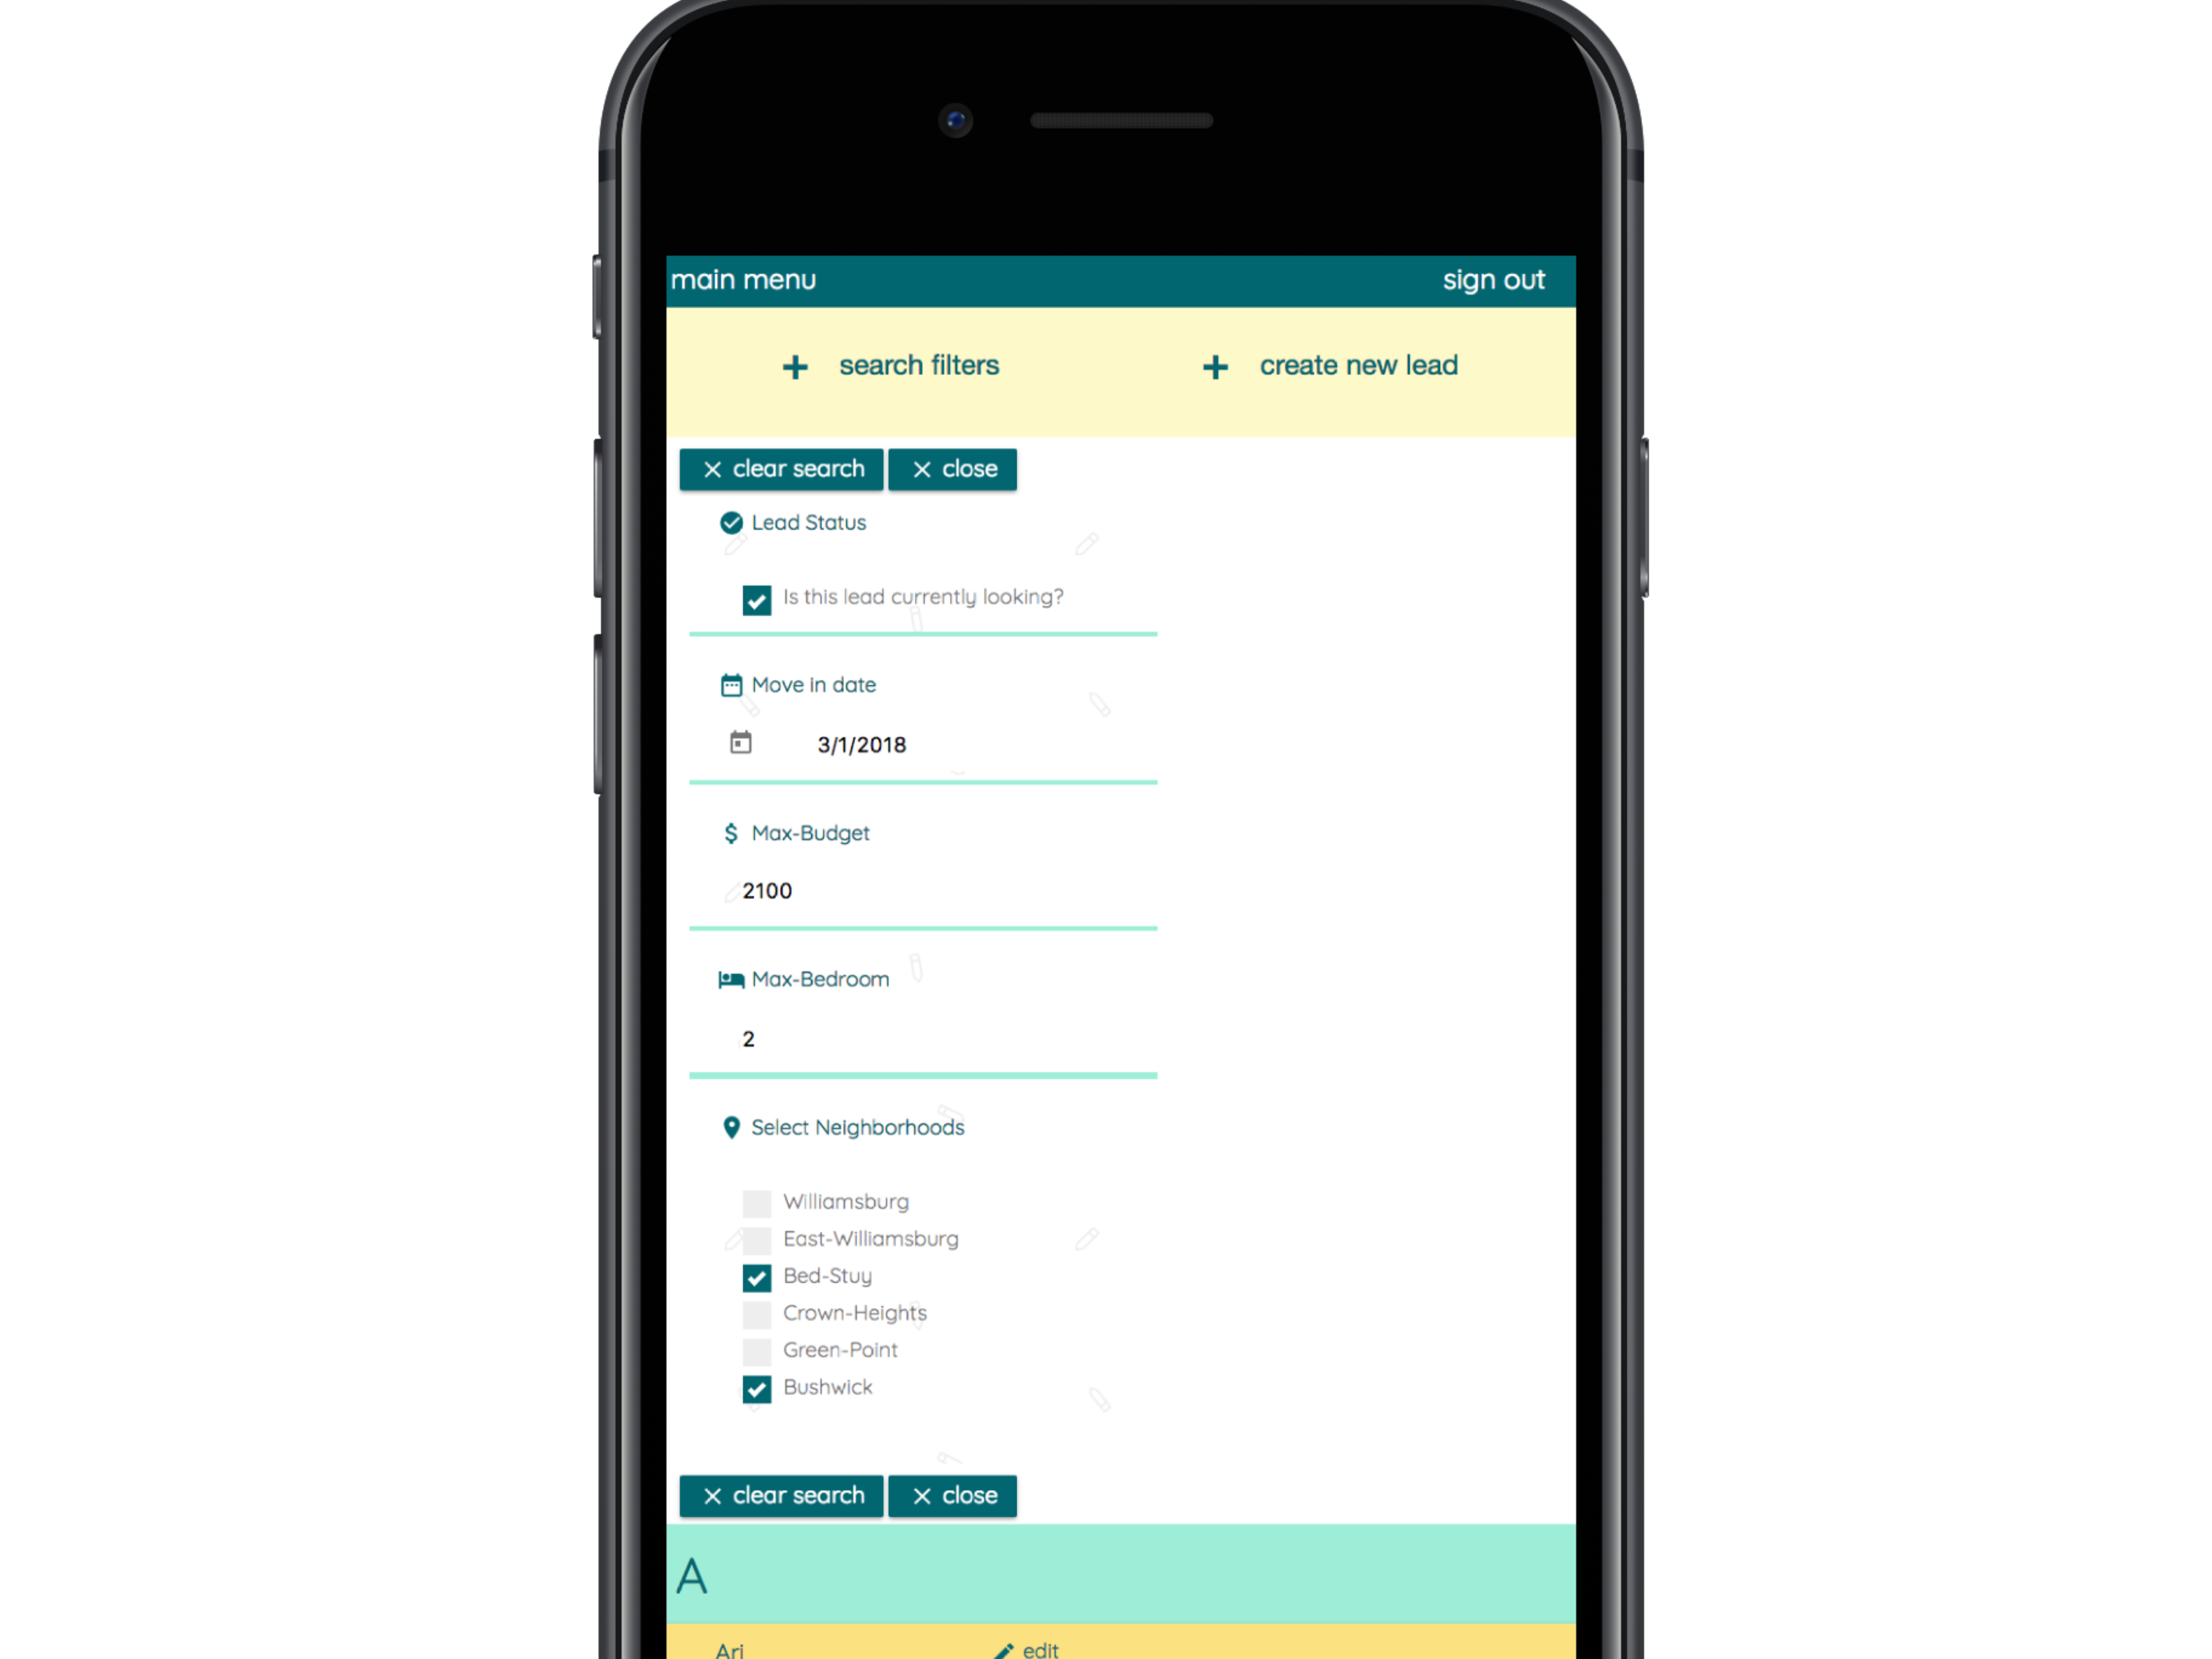 main menu sign out
+ search filters + create new lead
× clear search × close
Lead Status
Is this lead currently looking?
Move in date
3/1/2018
$ Max-Budget
2100
Max-Bedroom
2
Select Neighborhoods
Williamsburg
East-Williamsburg
Bed-Stuy
Crown-Heights
Green-Point
Bushwick
× clear search × close
A
Ari edit